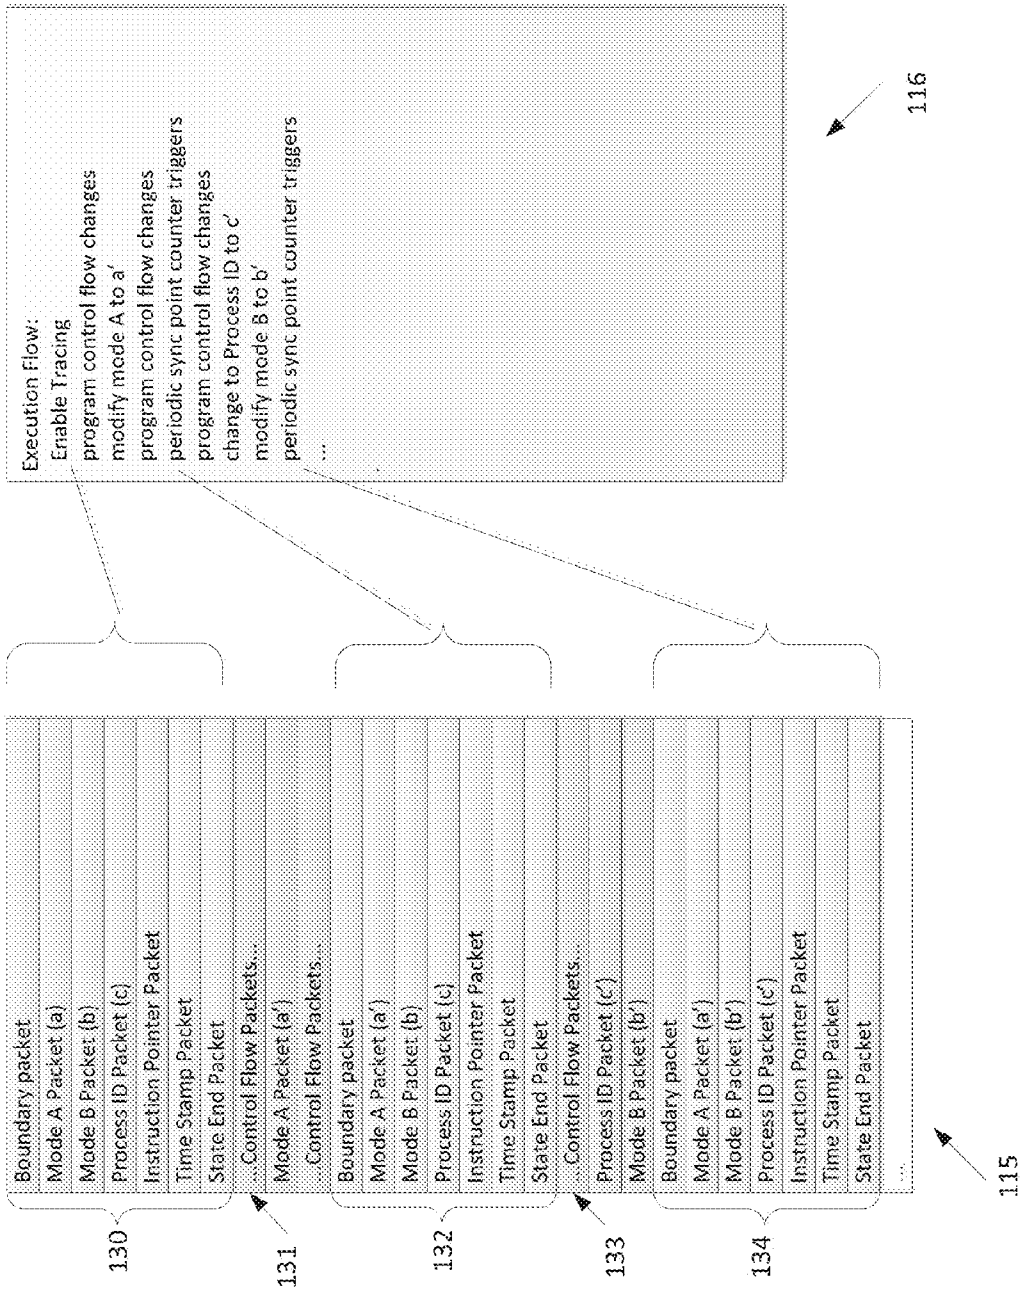 Boundary packet
Mode A Packet (a)
Mode B Packet (b)
Process ID Packet (c)
Instruction Pointer Packet
Time Stamp Packet
State End Packet
...Control Flow Packets...
Mode A Packet (a')
...Control Flow Packets...
Boundary packet
Mode A Packet (a')
Mode B Packet (b)
Process ID Packet (c)
Instruction Pointer Packet
Time Stamp Packet
State End Packet
...Control Flow Packets...
Process ID Packet (c')
Mode B Packet (b')
Boundary packet
Mode A Packet (a')
Mode B Packet (b')
Process ID Packet (c')
Instruction Pointer Packet
Time Stamp Packet
State End Packet
...
130
131
132
133
134
115
Execution Flow:
Enable Tracing
program control flow changes
modify mode A to a'
program control flow changes
periodic sync point counter triggers
program control flow changes
change to Process ID to c'
modify mode B to b'
periodic sync point counter triggers
...
116